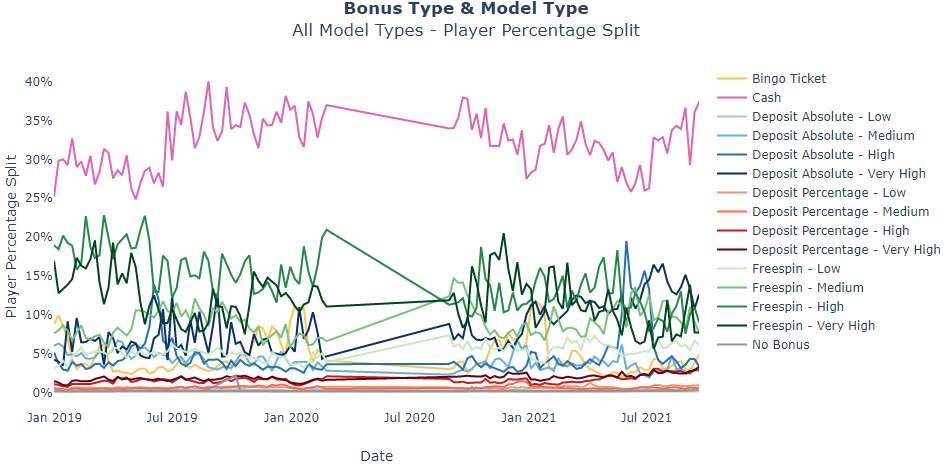 Bonus Type & Model Type
All Model Types - Player Percentage Split
Player Percentage Split
40%
35%
30%
25%
20%
15%
10%
5%
0%
Jan 2019
Jul 2019
Jan 2020
Jul 2020
Jan 2021
Jul 2021
Date
Bingo Ticket
Cash
Deposit Absolute - Low
Deposit Absolute - Medium
Deposit Absolute - High
Deposit Absolute - Very High
Deposit Percentage - Low
Deposit Percentage - Medium
Deposit Percentage - High
Deposit Percentage - Very High
Freespin - Low
Freespin - Medium
Freespin - High
Freespin - Very High
No Bonus